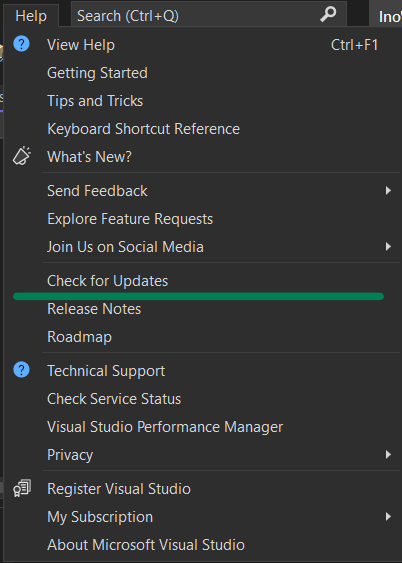 Help Search (Ctrl+Q) Ino'
? View Help Ctrl+F1
Getting Started
Tips and Tricks
Keyboard Shortcut Reference
What's New?
Send Feedback
Explore Feature Requests
Join Us on Social Media
Check for Updates
Release Notes
Roadmap
? Technical Support
Check Service Status
Visual Studio Performance Manager
Privacy
Register Visual Studio
My Subscription
About Microsoft Visual Studio